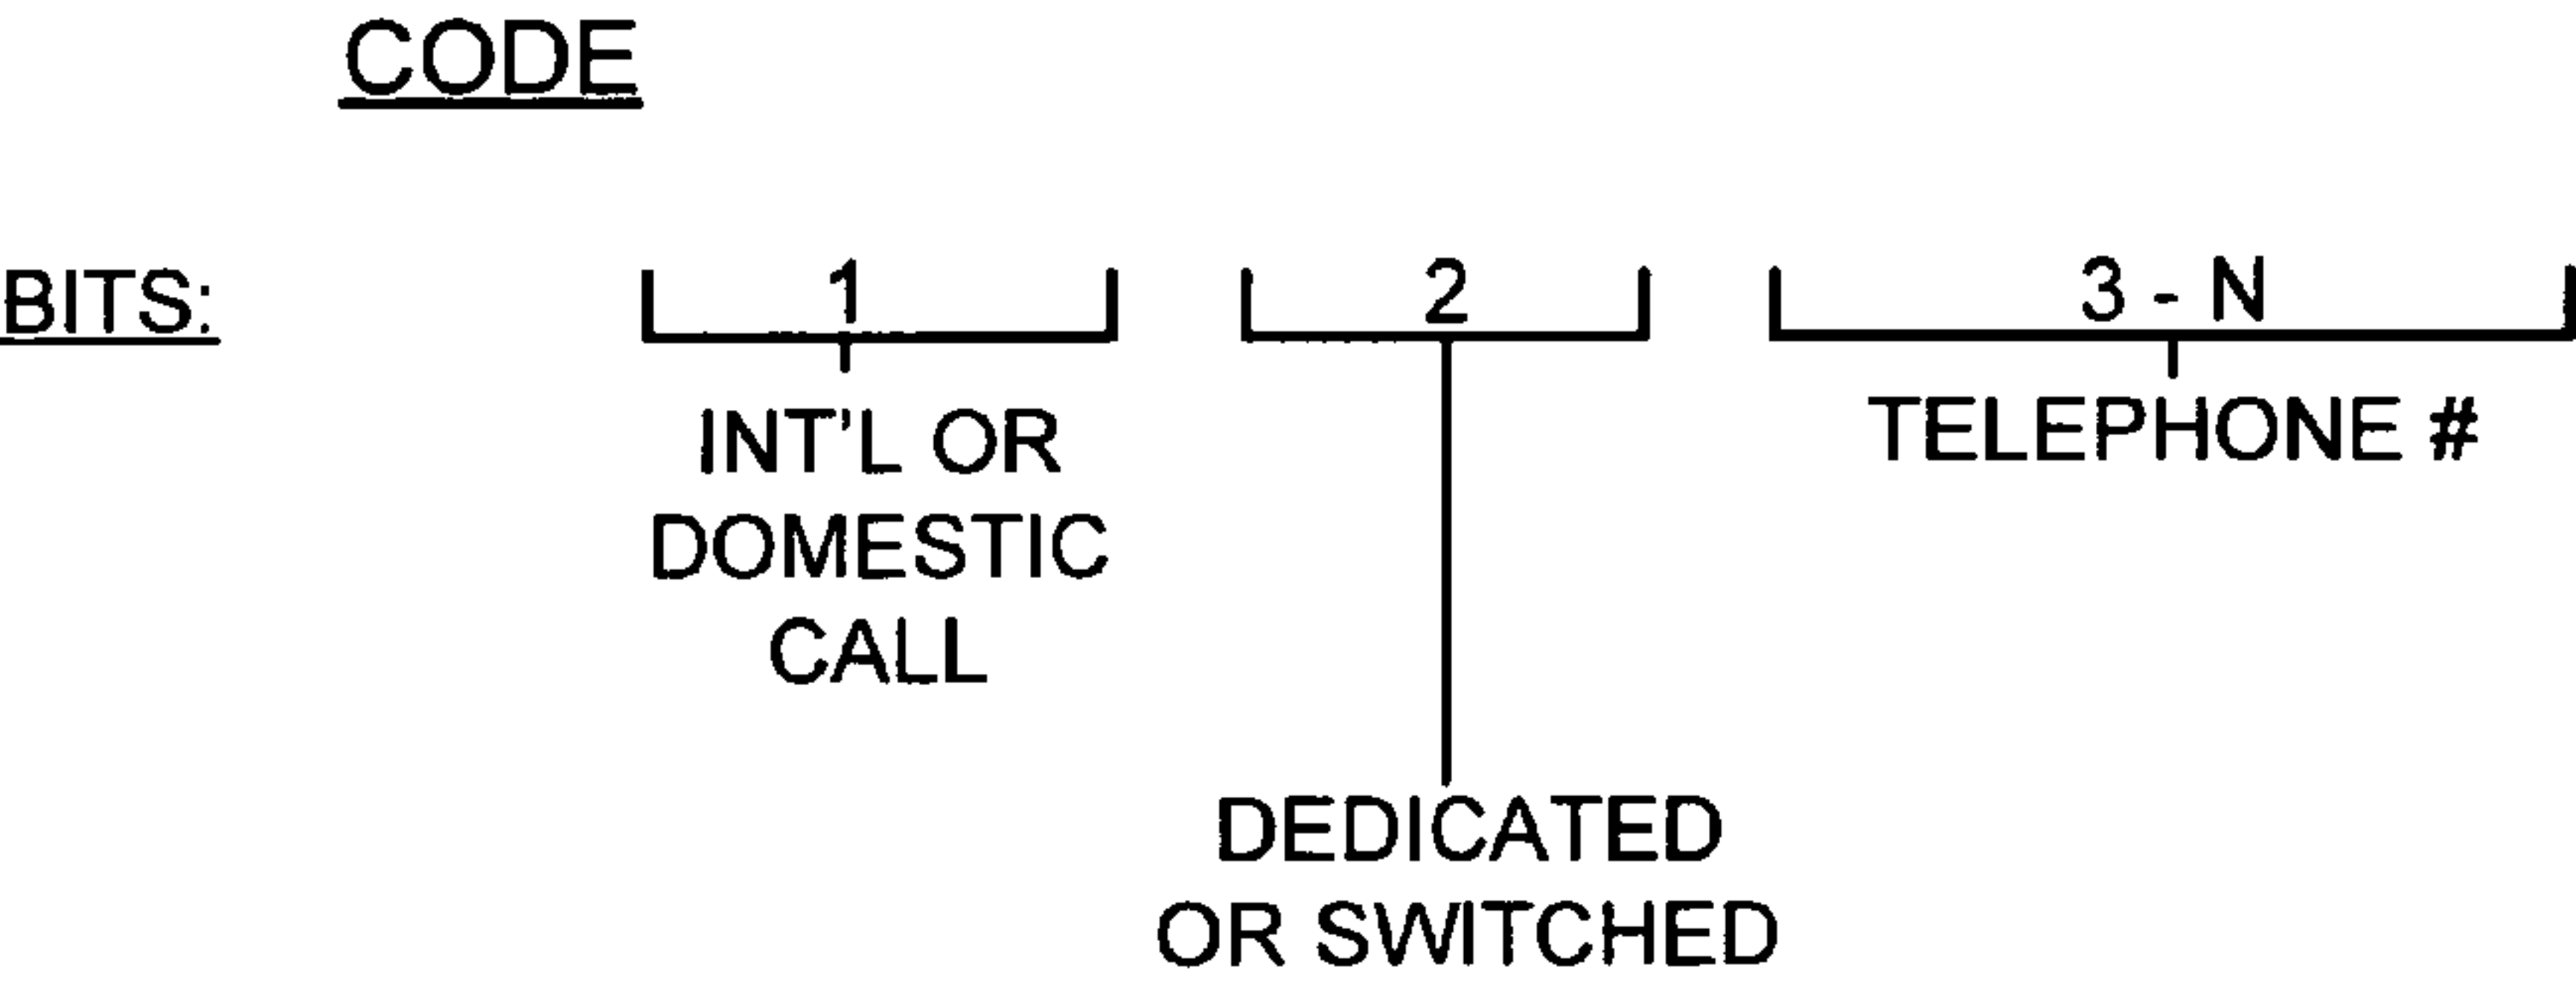 CODE
BITS: 1 2 3 - N
INT'L OR
DOMESTIC
CALL
TELEPHONE #
DEDICATED
OR SWITCHED